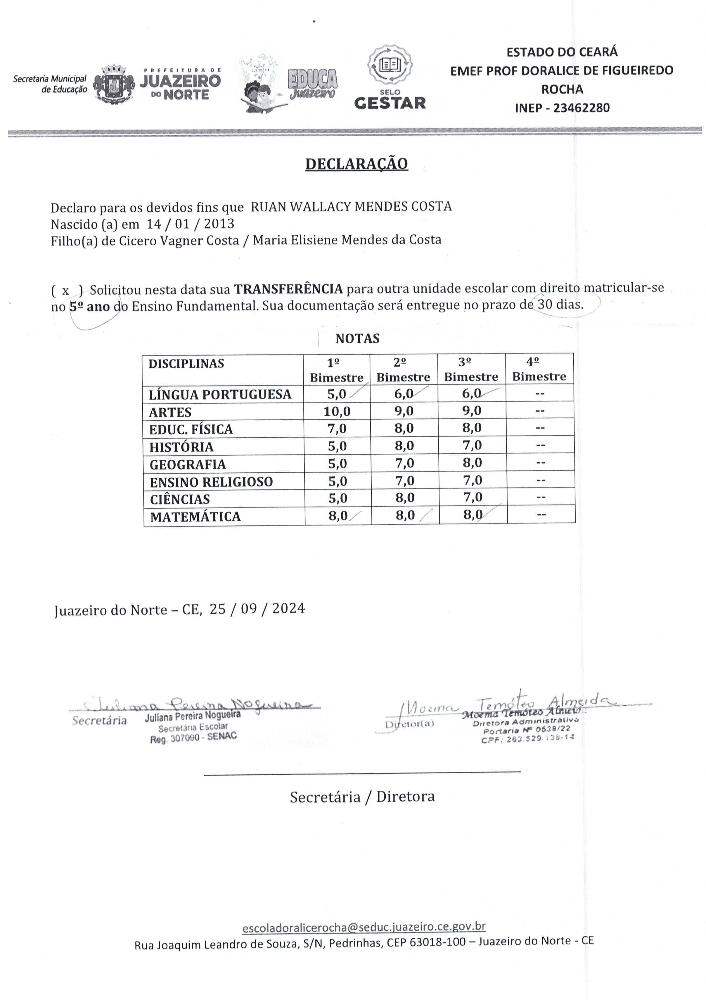 Secretaria Municipal
de Educação
PREFEITURA DE
JUAZEIRO
DO NORTE
EDUCA
Juazeiro
SELO
GESTAR
ESTADO DO CEARÁ
EMEF PROF DORALICE DE FIGUEIREDO
ROCHA
INEP - 23462280
DECLARAÇÃO
Declaro para os devidos fins que RUAN WALLACY MENDES COSTA
Nascido (a) em 14 / 01 / 2013
Filho(a) de Cicero Vagner Costa / Maria Elisiene Mendes da Costa
( x ) Solicitou nesta data sua TRANSFERÊNCIA para outra unidade escolar com direito matricular-se
no 5º ano do Ensino Fundamental. Sua documentação será entregue no prazo de 30 dias.
NOTAS
DISCIPLINAS 1º Bimestre 2º Bimestre 3º Bimestre 4º Bimestre
LÍNGUA PORTUGUESA 5,0 6,0 6,0 --
ARTES 10,0 9,0 9,0 --
EDUC. FÍSICA 7,0 8,0 8,0 --
HISTÓRIA 5,0 8,0 7,0 --
GEOGRAFIA 5,0 7,0 8,0 --
ENSINO RELIGIOSO 5,0 7,0 7,0 --
CIÊNCIAS 5,0 8,0 7,0 --
MATEMÁTICA 8,0 8,0 8,0 --
Juazeiro do Norte – CE, 25 / 09 / 2024
Juliana Pereira Nogueira
Secretária
Juliana Pereira Nogueira
Secretária Escolar
Reg. 307090 - SENAC
Moema Temóteo Almeida
Diretor(a)
Moema Temóteo Almeid
Diretora Administrativa
Portaria Nº 0538/22
CPF: 263.529.138-14
Secretária / Diretora
escoladoralicerocha@seduc.juazeiro.ce.gov.br
Rua Joaquim Leandro de Souza, S/N, Pedrinhas, CEP 63018-100 – Juazeiro do Norte - CE